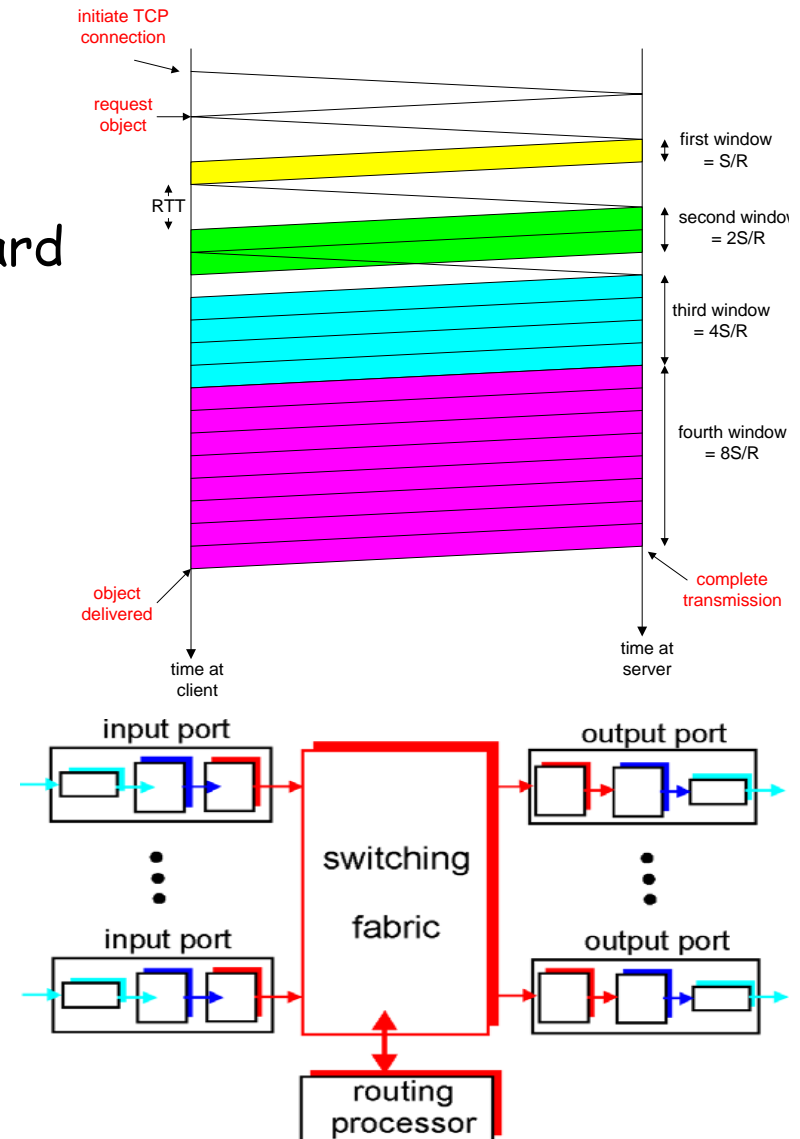 initiate TCP
connection
request
object
first window
= S/R
RTT
second window
= 2S/R
third window
= 4S/R
fourth window
= 8S/R
object
delivered
complete
transmission
time at
client
time at
server
input port
output port
switching
fabric
input port
output port
routing
processor